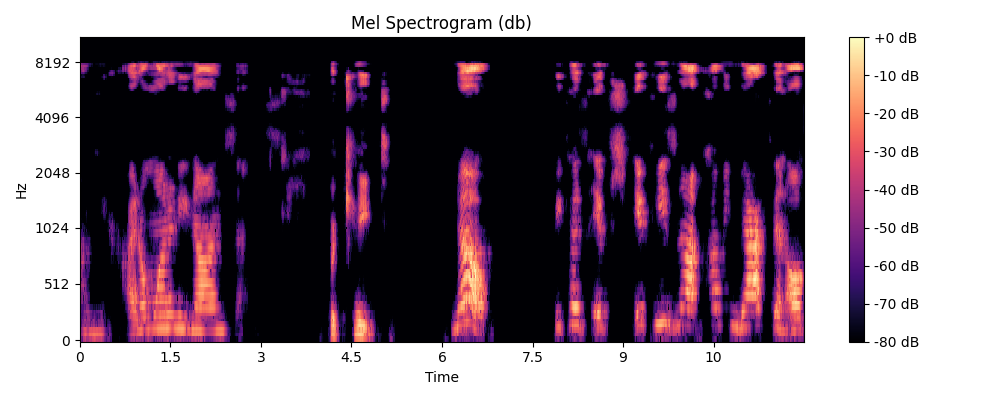 Mel Spectrogram (db)
Hz
8192
4096
2048
1024
512
0
0 1.5 3 4.5 6 7.5 9 10
Time
+0 dB
-10 dB
-20 dB
-30 dB
-40 dB
-50 dB
-60 dB
-70 dB
-80 dB